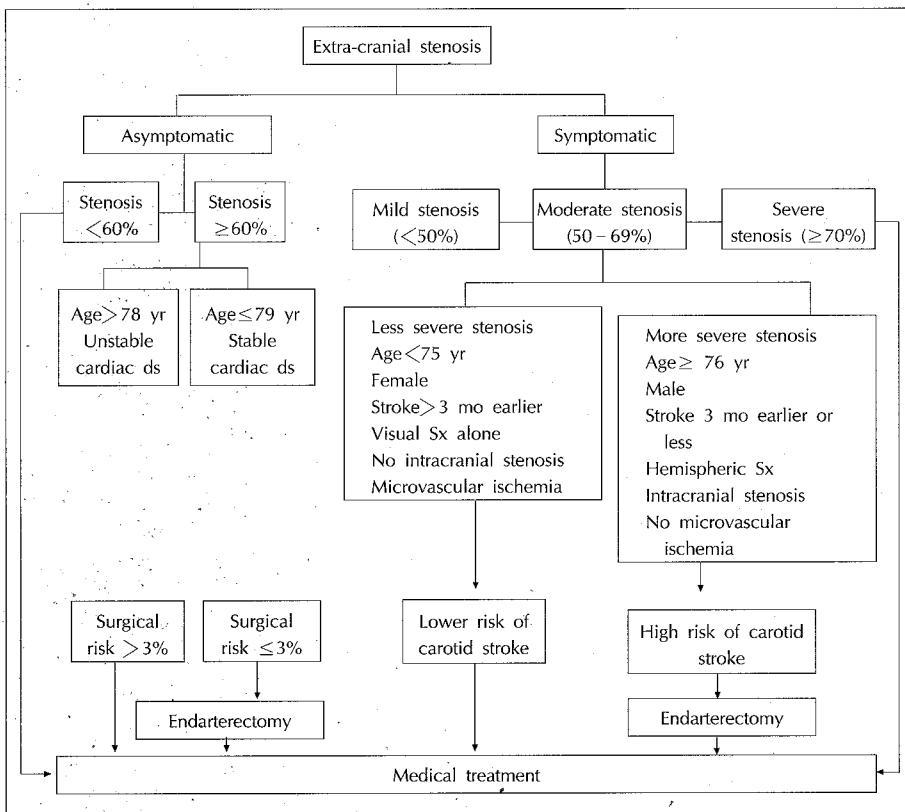 Extra-cranial stenosis
Asymptomatic
Symptomatic
Stenosis
<60%
Stenosis
≥60%
Mild stenosis
(<50%)
Moderate stenosis
(50-69%)
Severe
stenosis (≥70%)
Age>78 yr
Unstable
cardiac ds
Age≤79 yr
Stable
cardiac ds
Less severe stenosis
Age<75 yr
Female
Stroke>3 mo earlier
Visual Sx alone
No intracranial stenosis
Microvascular ischemia
More severe stenosis
Age≥ 76 yr
Male
Stroke 3 mo earlier or
less
Hemispheric Sx
Intracranial stenosis
No microvascular
ischemia
Surgical
risk >3%
Surgical
risk ≤3%
Lower risk of
carotid stroke
High risk of carotid
stroke
Endarterectomy
Endarterectomy
Medical treatment